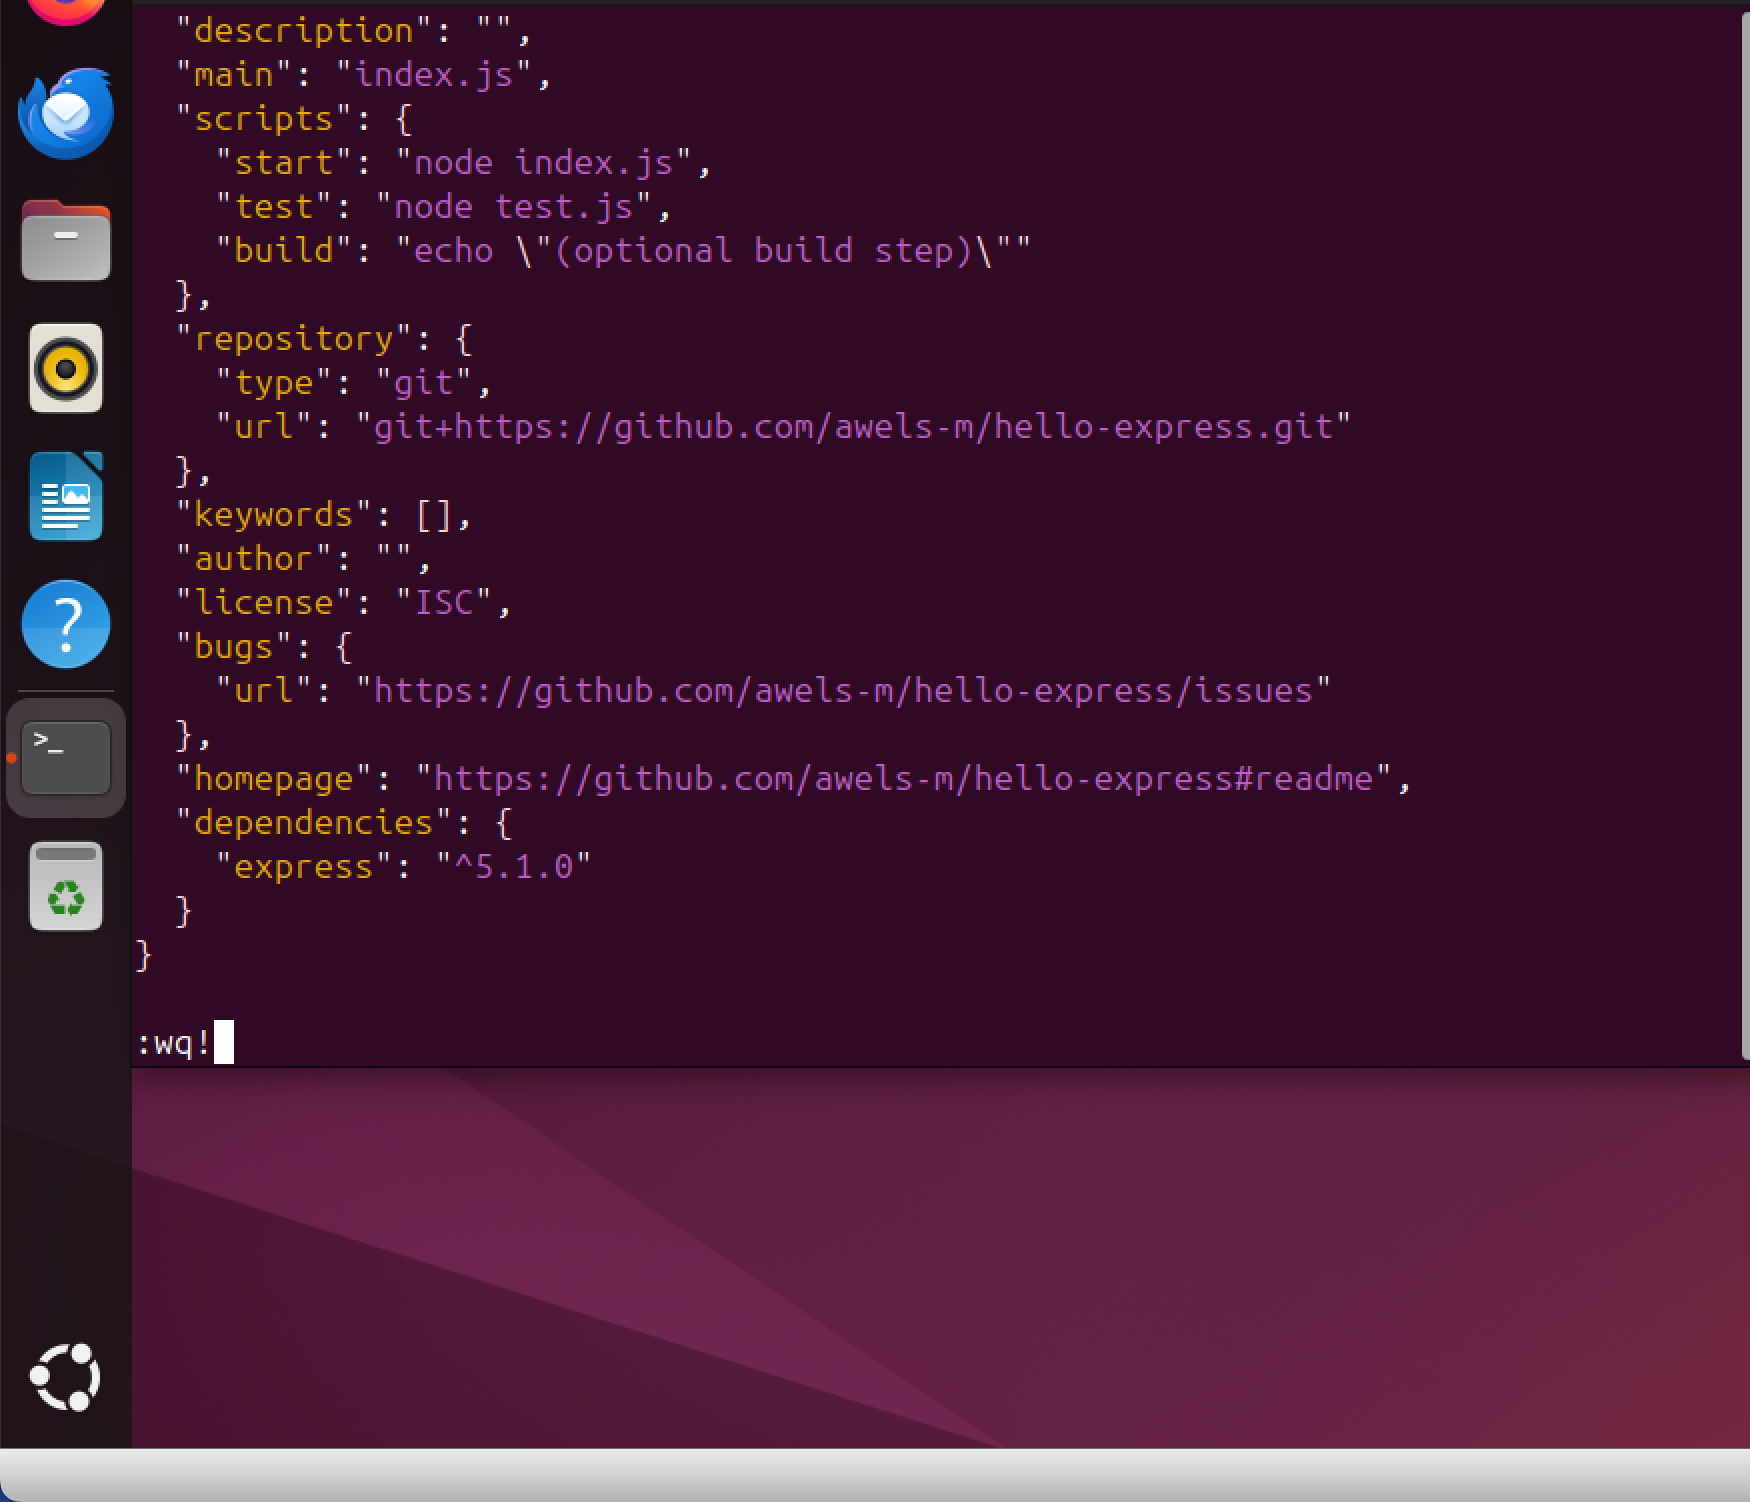 "description": "",
  "main": "index.js",
  "scripts": {
    "start": "node index.js",
    "test": "node test.js",
    "build": "echo \"(optional build step)\""
  },
  "repository": {
    "type": "git",
    "url": "git+https://github.com/awels-m/hello-express.git"
  },
  "keywords": [],
  "author": "",
  "license": "ISC",
  "bugs": {
    "url": "https://github.com/awels-m/hello-express/issues"
  },
  "homepage": "https://github.com/awels-m/hello-express#readme",
  "dependencies": {
    "express": "^5.1.0"
  }
}
:wq!